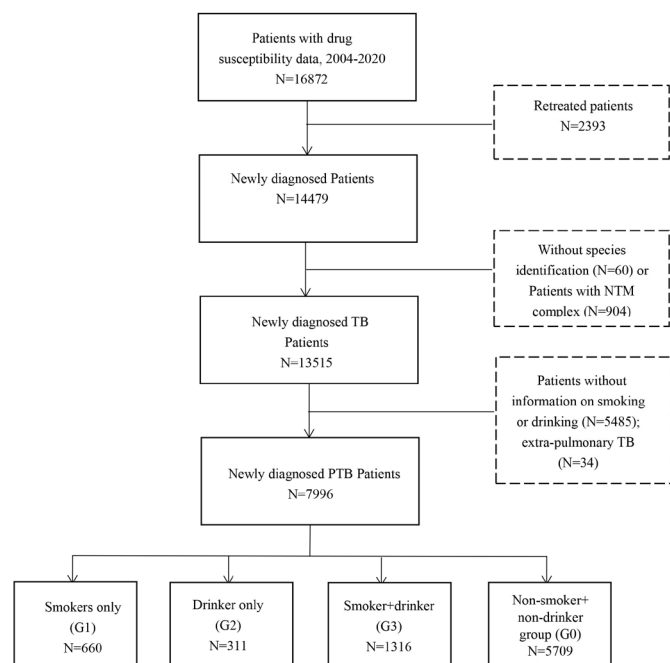 Patients with drug
susceptibility data, 2004-2020
N=16872
Retreated patients
N=2393
Newly diagnosed Patients
N=14479
Without species
identification (N=60) or
Patients with NTM
complex (N=904)
Newly diagnosed TB
Patients
N=13515
Patients without
information on smoking
or drinking (N=5485);
extra-pulmonary TB
(N=34)
Newly diagnosed PTB Patients
N=7996
Smokers only
(G1)
N=660
Drinker only
(G2)
N=311
Smoker+drinker
(G3)
N=1316
Non-smoker+
non-drinker
group (G0)
N=5709